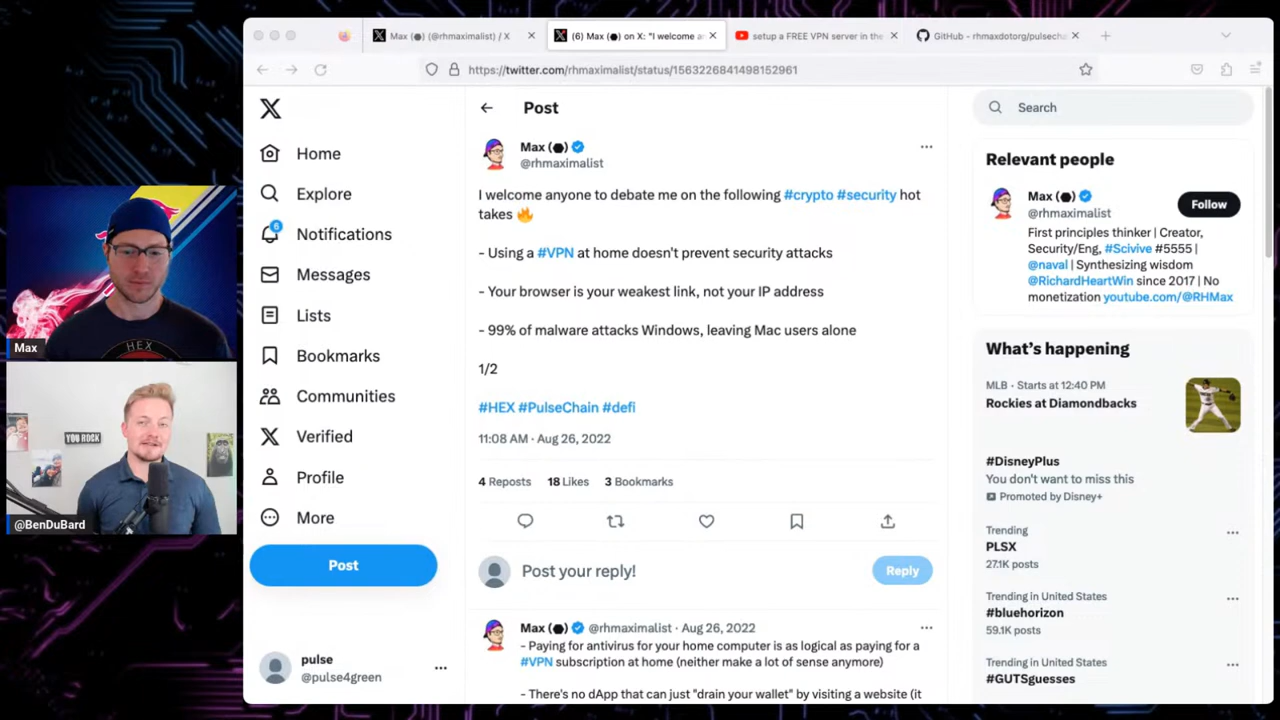 Max (⬣) (@rhmaximalist) / X
(6) Max (⬣) on X: "I welcome a
setup a FREE VPN server in the
GitHub - rhmaxdotorg/pulsech
https://twitter.com/rhmaximalist/status/1563226841498152961
Home
Explore
6
Notifications
Messages
Lists
Bookmarks
Communities
Verified
Profile
More
Post
pulse
@pulse4green
Post
Max (⬣)
@rhmaximalist
I welcome anyone to debate me on the following #crypto #security hot
takes 🔥
- Using a #VPN at home doesn't prevent security attacks
- Your browser is your weakest link, not your IP address
- 99% of malware attacks Windows, leaving Mac users alone
1/2
#HEX #PulseChain #defi
11:08 AM · Aug 26, 2022
4 Reposts 18 Likes 3 Bookmarks
Post your reply!
Reply
Max (⬣) @rhmaximalist · Aug 26, 2022
- Paying for antivirus for your home computer is as logical as paying for a
#VPN subscription at home (neither make a lot of sense anymore)
- There's no dApp that can just "drain your wallet" by visiting a website (it
Search
Relevant people
Max (⬣)
@rhmaximalist
Follow
First principles thinker | Creator,
Security/Eng, #Scivive #5555 |
@naval | Synthesizing wisdom
@RichardHeartWin since 2017 | No
monetization youtube.com/@RHMax
What's happening
MLB · Starts at 12:40 PM
Rockies at Diamondbacks
#DisneyPlus
You don't want to miss this
Promoted by Disney+
Trending
PLSX
27.1K posts
Trending in United States
#bluehorizon
59.1K posts
Trending in United States
#GUTSguesses
HEX
Max
YOU ROCK
@BenDuBard